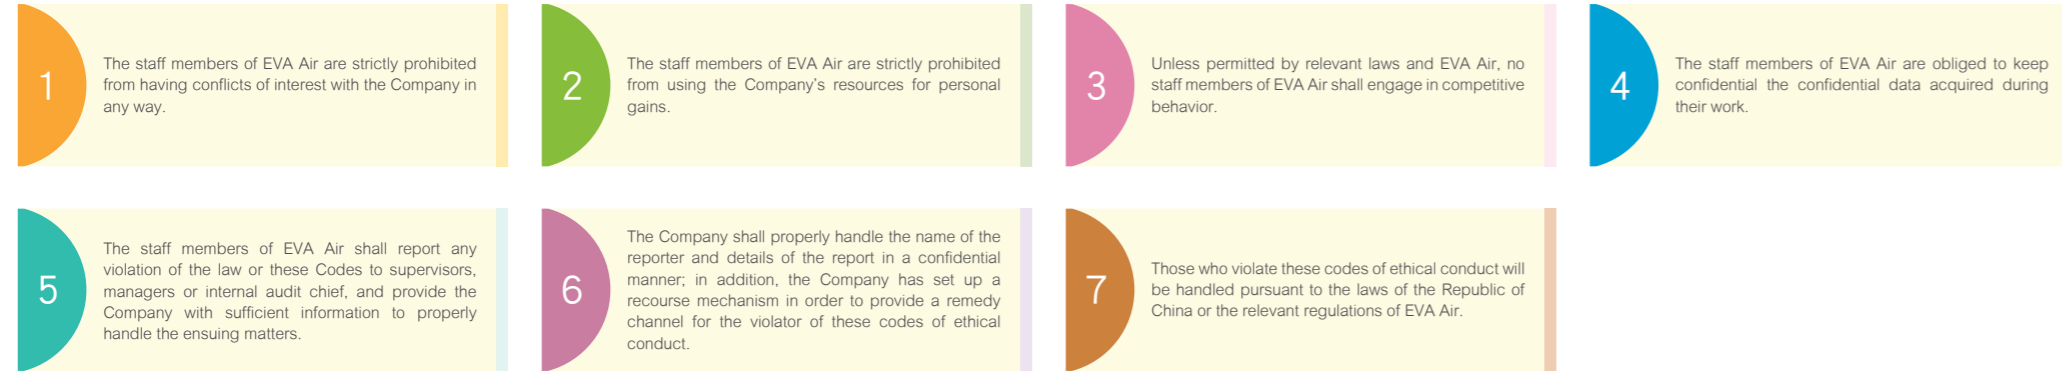 1
The staff members of EVA Air are strictly prohibited
from having conflicts of interest with the Company in
any way.
2
The staff members of EVA Air are strictly prohibited
from using the Company's resources for personal
gains.
3
Unless permitted by relevant laws and EVA Air, no
staff members of EVA Air shall engage in competitive
behavior.
4
The staff members of EVA Air are obliged to keep
confidential the confidential data acquired during
their work.
5
The staff members of EVA Air shall report any
violation of the law or these Codes to supervisors,
managers or internal audit chief, and provide the
Company with sufficient information to properly
handle the ensuing matters.
6
The Company shall properly handle the name of the
reporter and details of the report in a confidential
manner; in addition, the Company has set up a
recourse mechanism in order to provide a remedy
channel for the violator of these codes of ethical
conduct.
7
Those who violate these codes of ethical conduct will
be handled pursuant to the laws of the Republic of
China or the relevant regulations of EVA Air.